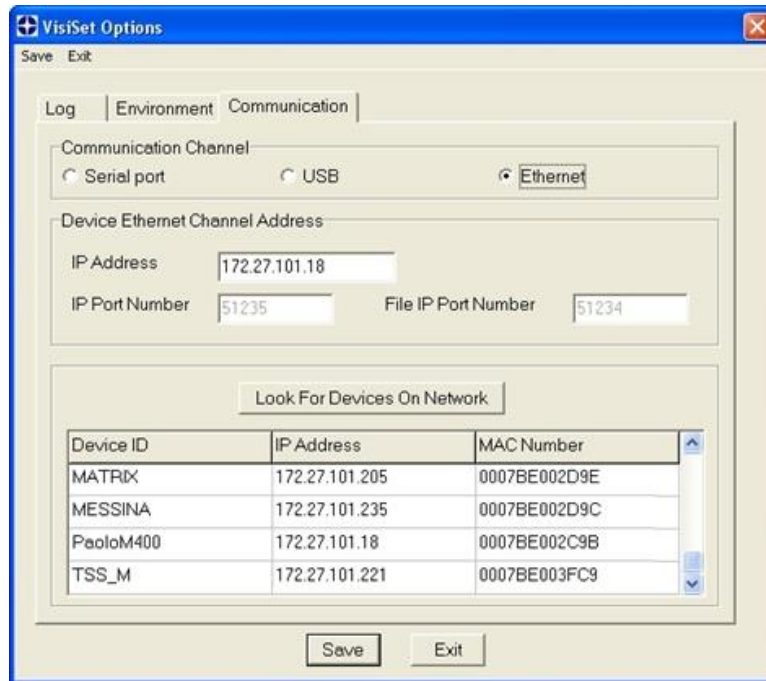 VisiSet Options
Save Exit
Log Environment Communication
Communication Channel
Serial port USB Ethernet
Device Ethernet Channel Address
IP Address 172.27.101.18
IP Port Number 51235 File IP Port Number 51234
Look For Devices On Network
Device ID IP Address MAC Number
MATRIX 172.27.101.205 0007BE002D9E
MESSINA 172.27.101.235 0007BE002D9C
PaoloM400 172.27.101.18 0007BE002C9B
TSS_M 172.27.101.221 0007BE003FC9
Save Exit